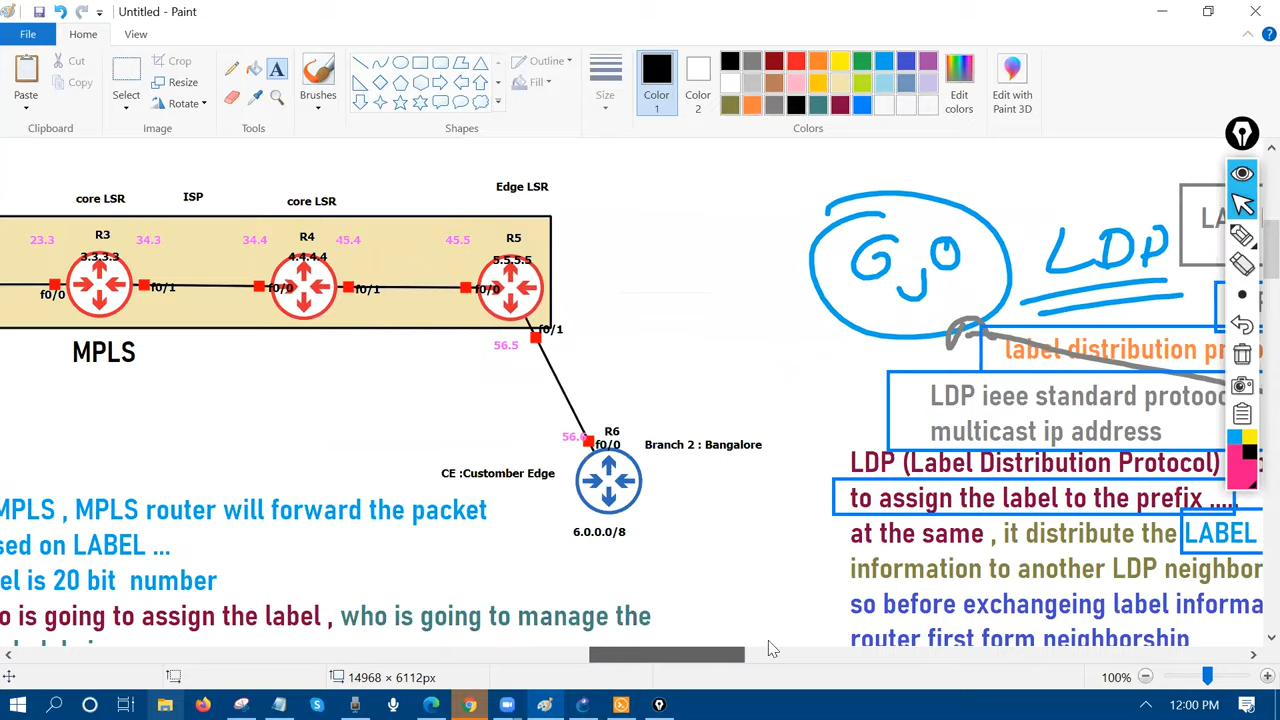 Untitled - Paint
File
Home
View
Paste
Cut
Copy
Clipboard
Select
Crop
Resize
Rotate
Image
Tools
Brushes
Outline
Fill
Shapes
Size
Color
1
Color
2
Edit
colors
Colors
Edit with
Paint 3D
core LSR
ISP
core LSR
Edge LSR
23.3
R3
34.3
34.4
R4
45.4
45.5
R5
3.3.3.3
4.4.4.4
5.5.5.5
f0/0
f0/1
f0/0
f0/1
f0/0
f0/1
56.5
MPLS
R6
f0/0
Branch 2 : Bangalore
CE :Custumber Edge
6.0.0.0/8
MPLS , MPLS router will forward the packet
LABEL ...
is 20 bit number
is going to assign the label , who is going to manage the
LDP
label distribution
LDP ieee standard
multicast ip address
LDP (Label Distribution Protocol)
to assign the label to the prefix .....
at the same , it distribute the LABEL
information to another LDP neighbor
so before exchangeing label
router first form neighborship
14968 × 6112px
100%
12:00 PM